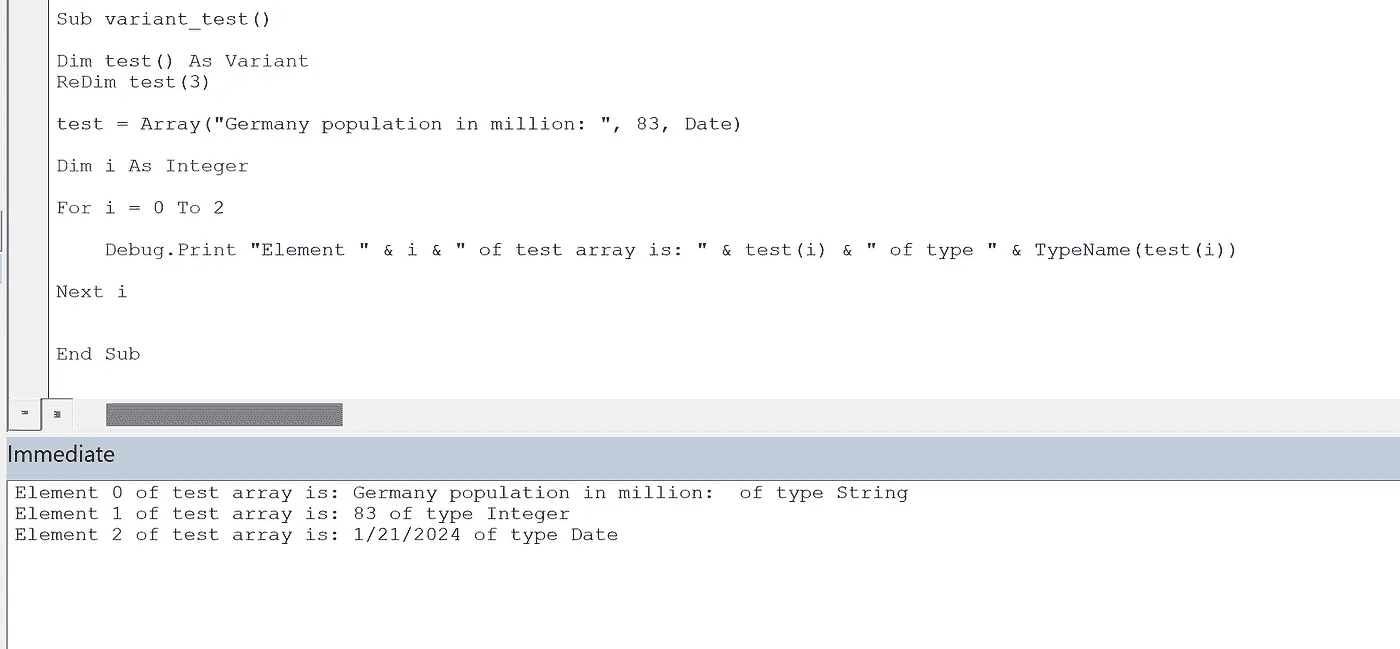 Sub variant_test()
Dim test() As Variant
ReDim test(3)
test = Array("Germany population in million: ", 83, Date)
Dim i As Integer
For i = 0 To 2
Debug.Print "Element " & i & " of test array is: " & test(i) & " of type " & TypeName(test(i))
Next i
End Sub
Immediate
Element 0 of test array is: Germany population in million:  of type String
Element 1 of test array is: 83 of type Integer
Element 2 of test array is: 1/21/2024 of type Date